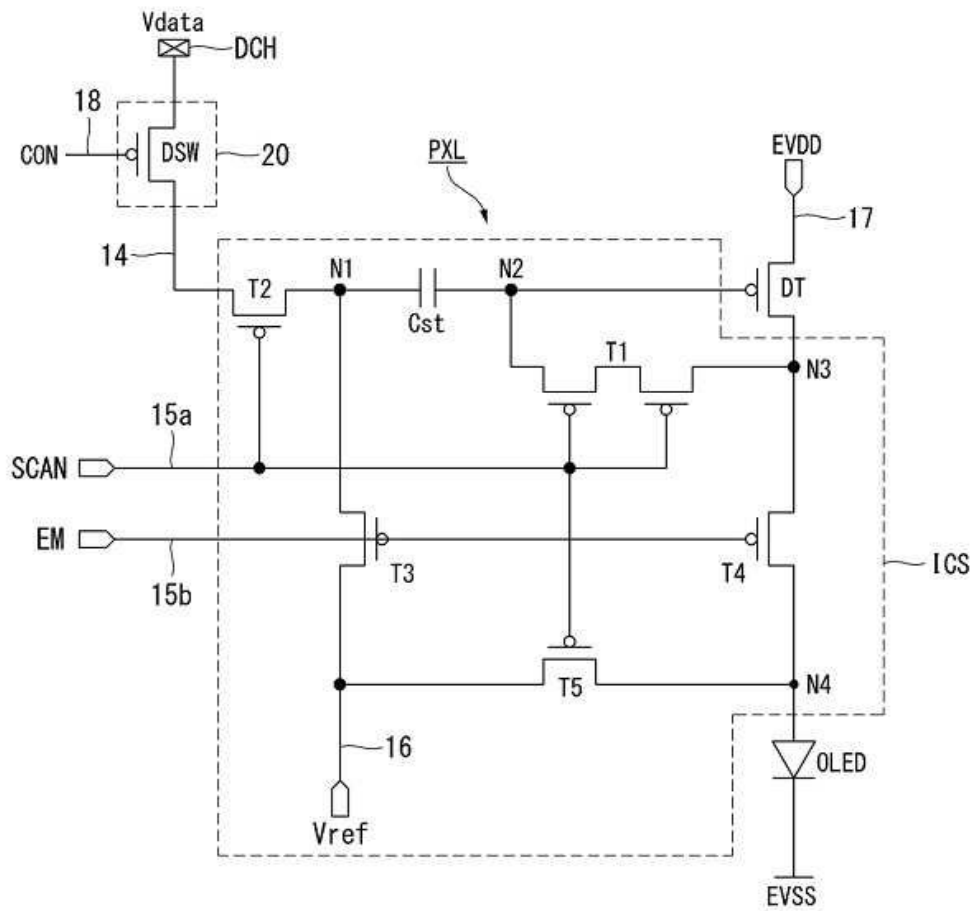 Vdata
DCH
18
CON
DSW
20
PXL
EVDD
17
14
N1
N2
T2
Cst
DT
T1
N3
15a
SCAN
EM
15b
T3
T4
ICS
T5
N4
16
OLED
Vref
EVSS